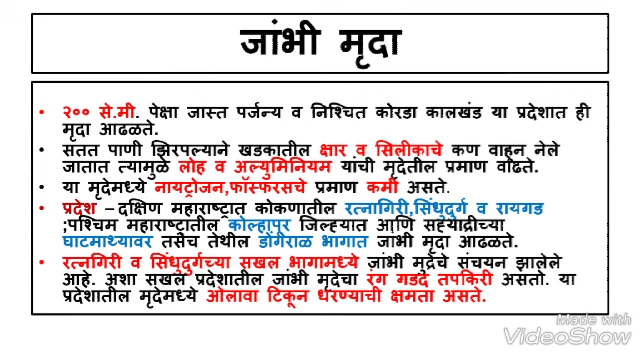 जांभी मृदा
• २०० से.मी. पेक्षा जास्त पर्जन्य व निश्चित कोरडा कालखंड या प्रदेशात ही
मृदा आढळते.
• सतत पाणी झिरपल्याने खडकातील क्षार व सिलीकाचे कण वाहून नेले
जातात त्यामुळे लोह व अल्युमिनियम यांची मृदेतील प्रमाण वाढते.
• या मृदेमध्ये नायट्रोजन,फॉस्फरसचे प्रमाण कमी असते.
• प्रदेश – दक्षिण महाराष्ट्रात कोकणातील रत्नागिरी,सिंधुदुर्ग व रायगड
;पश्चिम महाराष्ट्रातील कोल्हापुर जिल्ह्यात आणि सह्याद्रीच्या
घाटमाथ्यावर तसेच तेथील डोंगराळ भागात जांभी मृदा आढळते.
• रत्नगिरी व सिंधुदुर्गच्या सखल भागामध्ये जांभी मृदेचे संचयन झालेले
आहे. अशा सखल प्रदेशातील जांभी मृदेचा रंग गडद तपकिरी असतो. या
प्रदेशातील मृदेमध्ये ओलावा टिकून धरण्याची क्षमता असते.
Made with
VideoShow